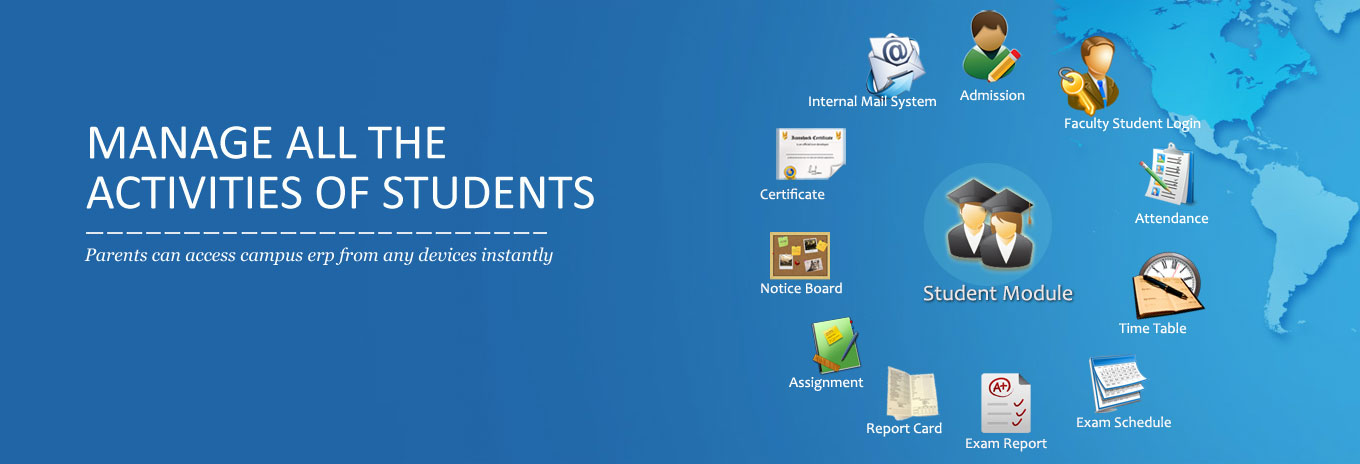 MANAGE ALL THE
ACTIVITIES OF STUDENTS
Parents can access campus erp from any devices instantly
Internal Mail System
Admission
Faculty Student Login
Certificate
Attendance
Notice Board
Student Module
Time Table
Assignment
Report Card
A+
Exam Report
Exam Schedule